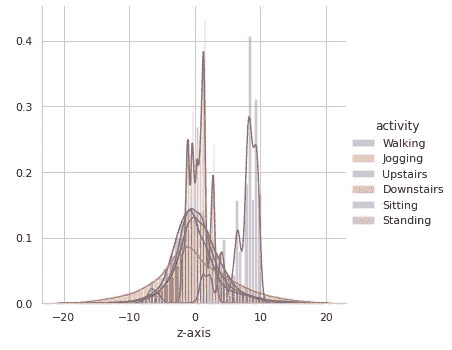 0.4
0.3
0.2
0.1
0.0
−20
−10
0
10
20
z-axis
activity
Walking
Jogging
Upstairs
Downstairs
Sitting
Standing